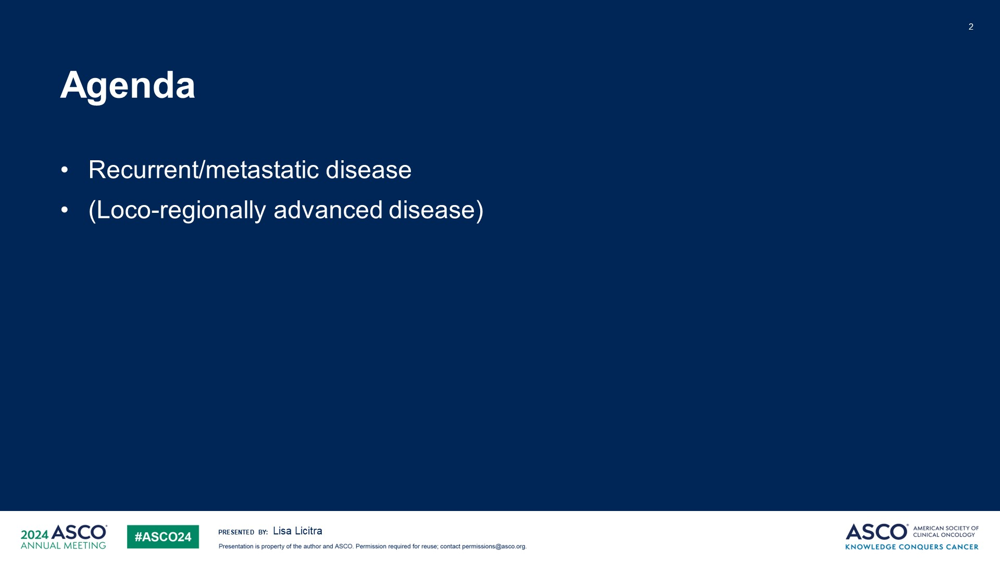 2
Agenda
• Recurrent/metastatic disease
• (Loco-regionally advanced disease)
2024 ASCO®
ANNUAL MEETING
#ASCO24
PRESENTED BY: Lisa Licitra
Presentation is property of the author and ASCO. Permission required for reuse; contact permissions@asco.org.
ASCO® AMERICAN SOCIETY OF
CLINICAL ONCOLOGY
KNOWLEDGE CONQUERS CANCER